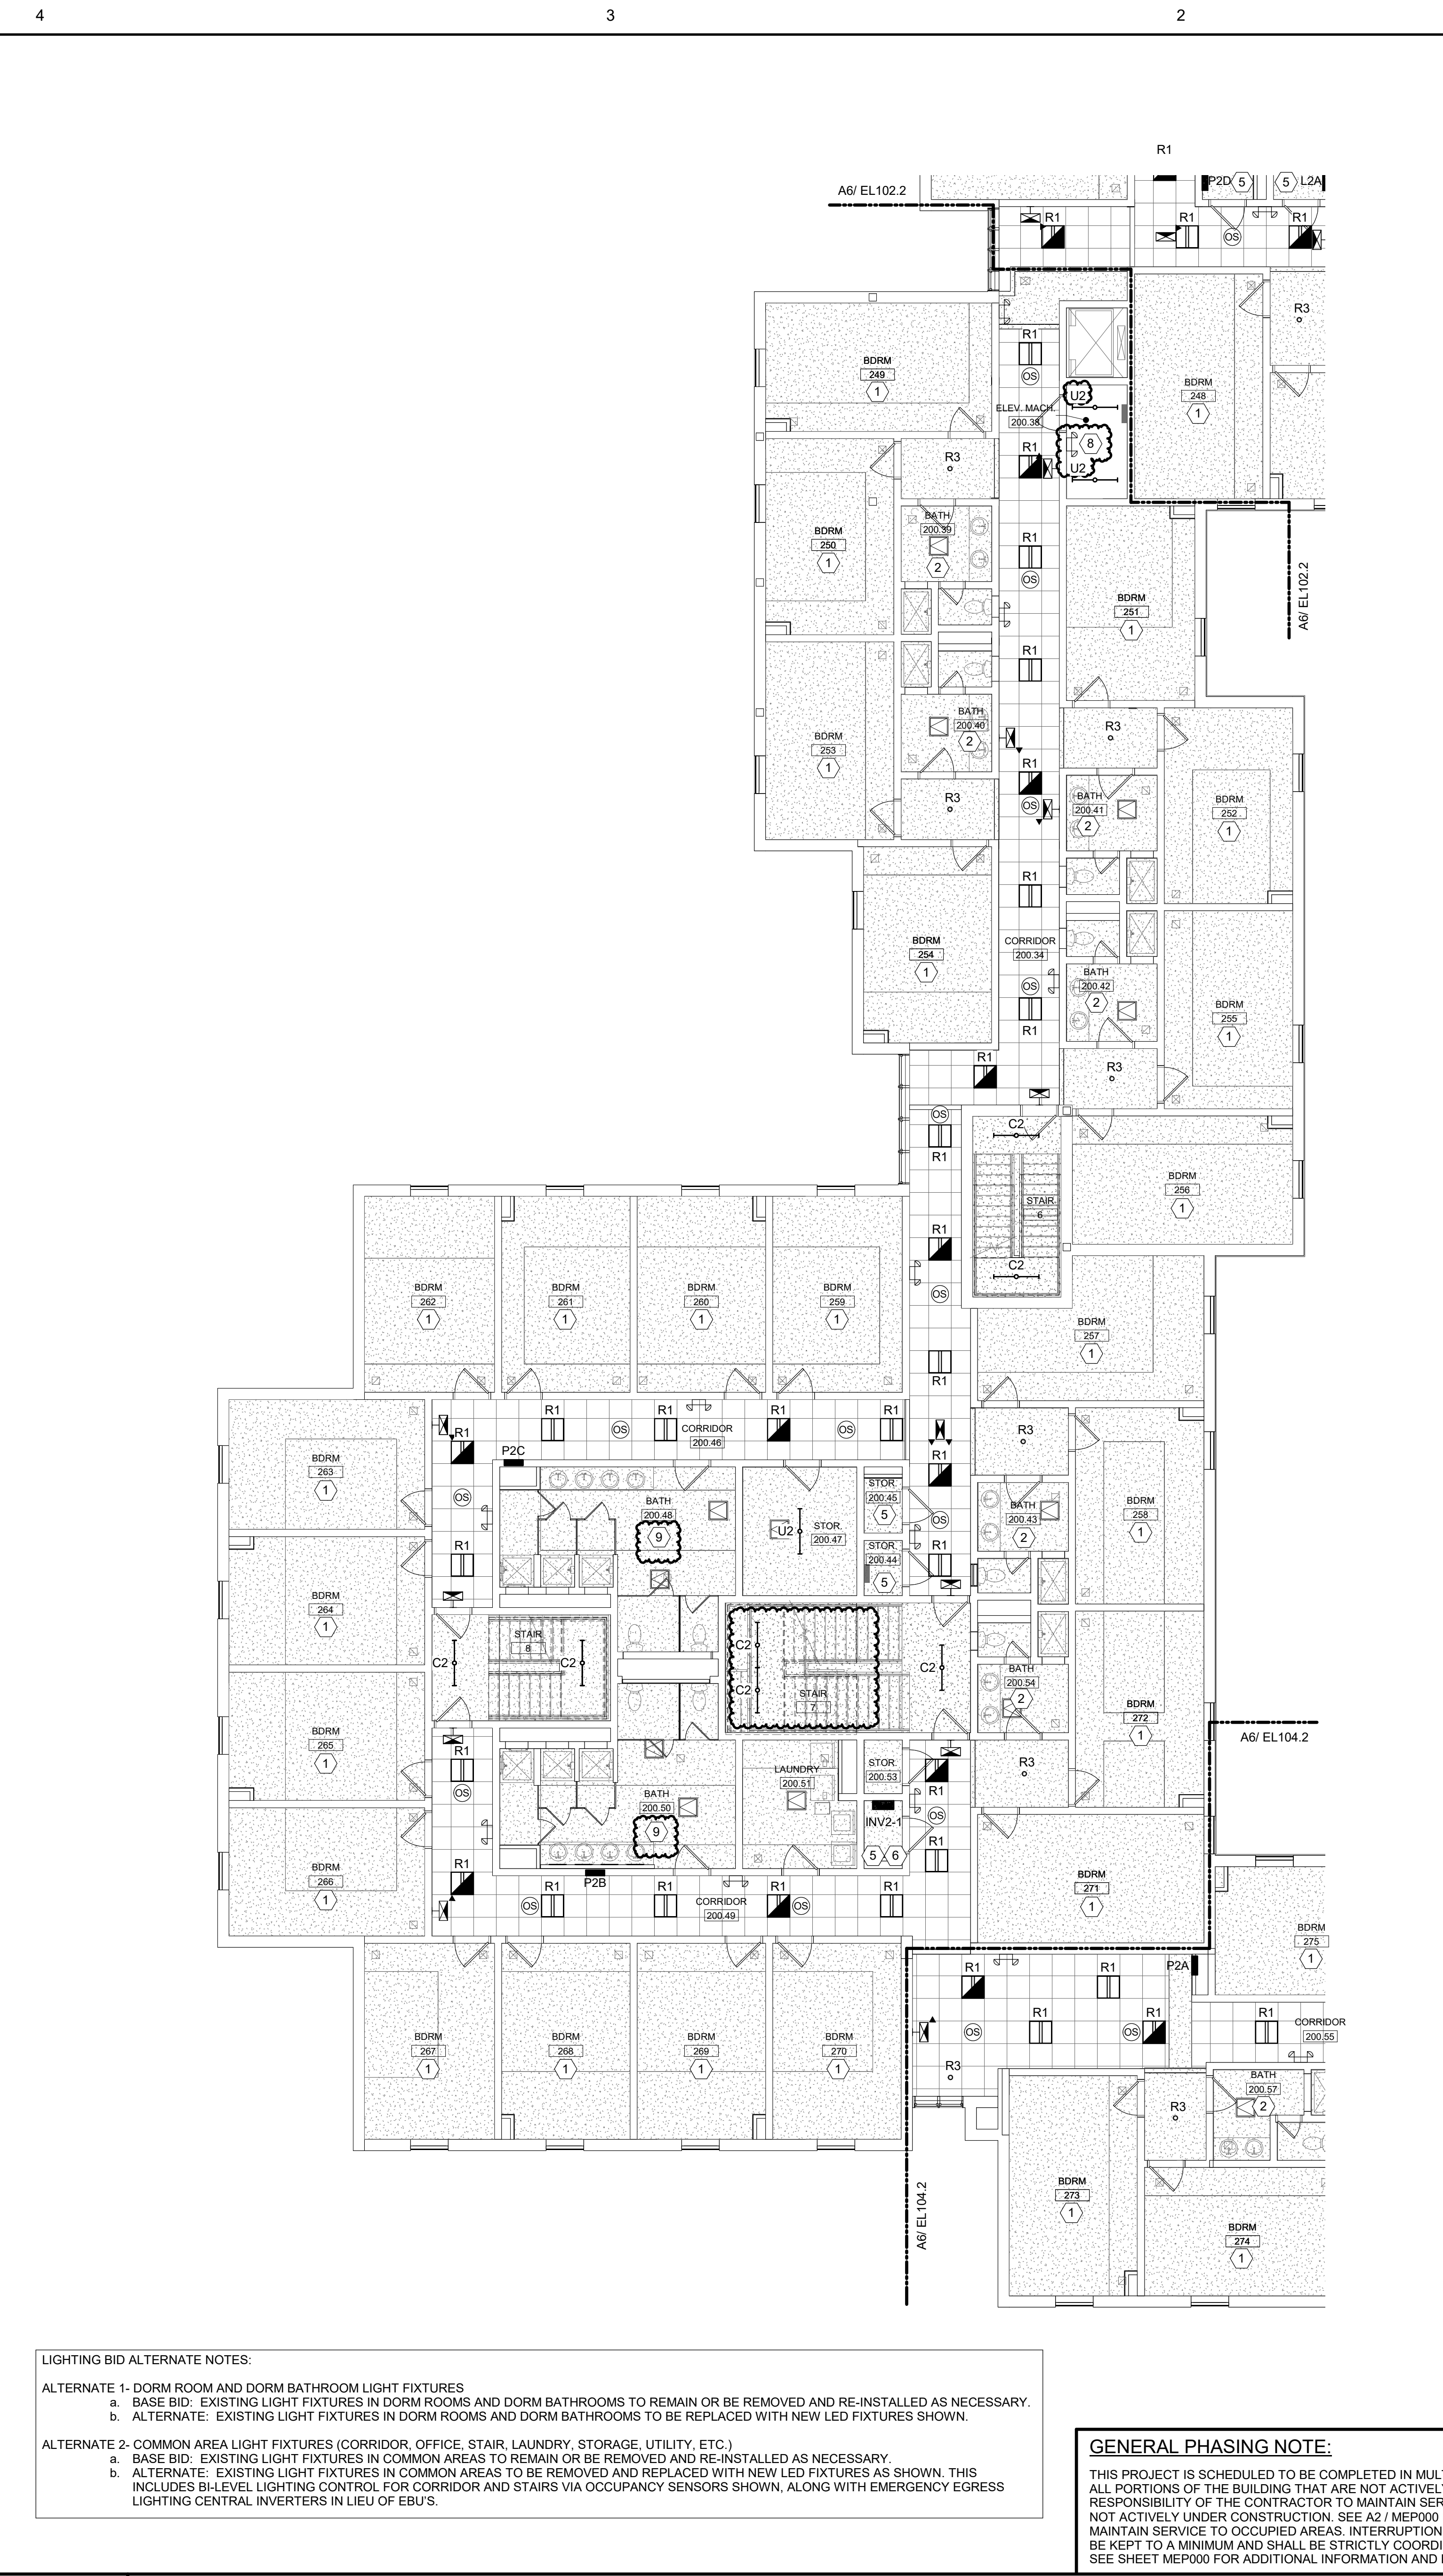 4 3 2
R1
A6/ EL102.2
P2D 5 5 L2A
R1 R1 R1
OS
R3
R1
BDRM
249
1
OS
BDRM
248
1
U2
ELEV. MACH.
200.38
8
R1
U2
R3
BATH
200.39
2
BDRM
250
1
R1
OS
A6/ EL102.2
BDRM
251
1
R1
BATH
200.40
2
BDRM
253
1
R3
R1
OS
R3
BATH
200.41
2
BDRM
252
1
R1
BDRM
254
1
CORRIDOR
200.34
OS
R1
BATH
200.42
2
BDRM
255
1
R1
R3
OS
R1
C2
BDRM
256
1
STAIR
6
R1
C2
OS
BDRM
262
1
BDRM
261
1
BDRM
260
1
BDRM
259
1
BDRM
257
1
R1
R1 R1 R1 R1 R1
OS OS
CORRIDOR
200.46
P2C
R3
R1
BDRM
263
1
OS
BATH
200.48
9
U2
STOR.
200.47
STOR.
200.45
5
OS
STOR.
200.44
5
R1
BATH
200.43
2
BDRM
258
1
R1
BDRM
264
1
STAIR
8
C2 C2
C2
C2
STAIR
7
C2
BATH
200.54
2
BDRM
272
1
A6/ EL104.2
BDRM
265
1
R1
OS
BATH
200.50
9
LAUNDRY
200.51
STOR.
200.53
INV2-1
5 6
R1
OS
R1
R3
BDRM
266
1
R1
P2B
R1 R1 R1 R1
OS OS
CORRIDOR
200.49
BDRM
271
1
BDRM
275
1
R1 R1 P2A
R1 R1 R1
OS OS
CORRIDOR
200.55
BDRM
267
1
BDRM
268
1
BDRM
269
1
BDRM
270
1
R3
BATH
200.57
2
R3
BDRM
273
1
A6/ EL104.2
BDRM
274
1
LIGHTING BID ALTERNATE NOTES:
ALTERNATE 1- DORM ROOM AND DORM BATHROOM LIGHT FIXTURES
a. BASE BID: EXISTING LIGHT FIXTURES IN DORM ROOMS AND DORM BATHROOMS TO REMAIN OR BE REMOVED AND RE-INSTALLED AS NECESSARY.
b. ALTERNATE: EXISTING LIGHT FIXTURES IN DORM ROOMS AND DORM BATHROOMS TO BE REPLACED WITH NEW LED FIXTURES SHOWN.
ALTERNATE 2- COMMON AREA LIGHT FIXTURES (CORRIDOR, OFFICE, STAIR, LAUNDRY, STORAGE, UTILITY, ETC.)
a. BASE BID: EXISTING LIGHT FIXTURES IN COMMON AREAS TO REMAIN OR BE REMOVED AND RE-INSTALLED AS NECESSARY.
b. ALTERNATE: EXISTING LIGHT FIXTURES IN COMMON AREAS TO BE REMOVED AND REPLACED WITH NEW LED FIXTURES AS SHOWN. THIS
INCLUDES BI-LEVEL LIGHTING CONTROL FOR CORRIDOR AND STAIRS VIA OCCUPANCY SENSORS SHOWN, ALONG WITH EMERGENCY EGRESS
LIGHTING CENTRAL INVERTERS IN LIEU OF EBU'S.
GENERAL PHASING NOTE:
THIS PROJECT IS SCHEDULED TO BE COMPLETED IN
ALL PORTIONS OF THE BUILDING THAT ARE NOT
RESPONSIBILITY OF THE CONTRACTOR TO MAINTAIN
NOT ACTIVELY UNDER CONSTRUCTION. SEE A2 / MEP000
MAINTAIN SERVICE TO OCCUPIED AREAS.
BE KEPT TO A MINIMUM AND SHALL BE STRICTLY
SEE SHEET MEP000 FOR ADDITIONAL INFORMATION AND